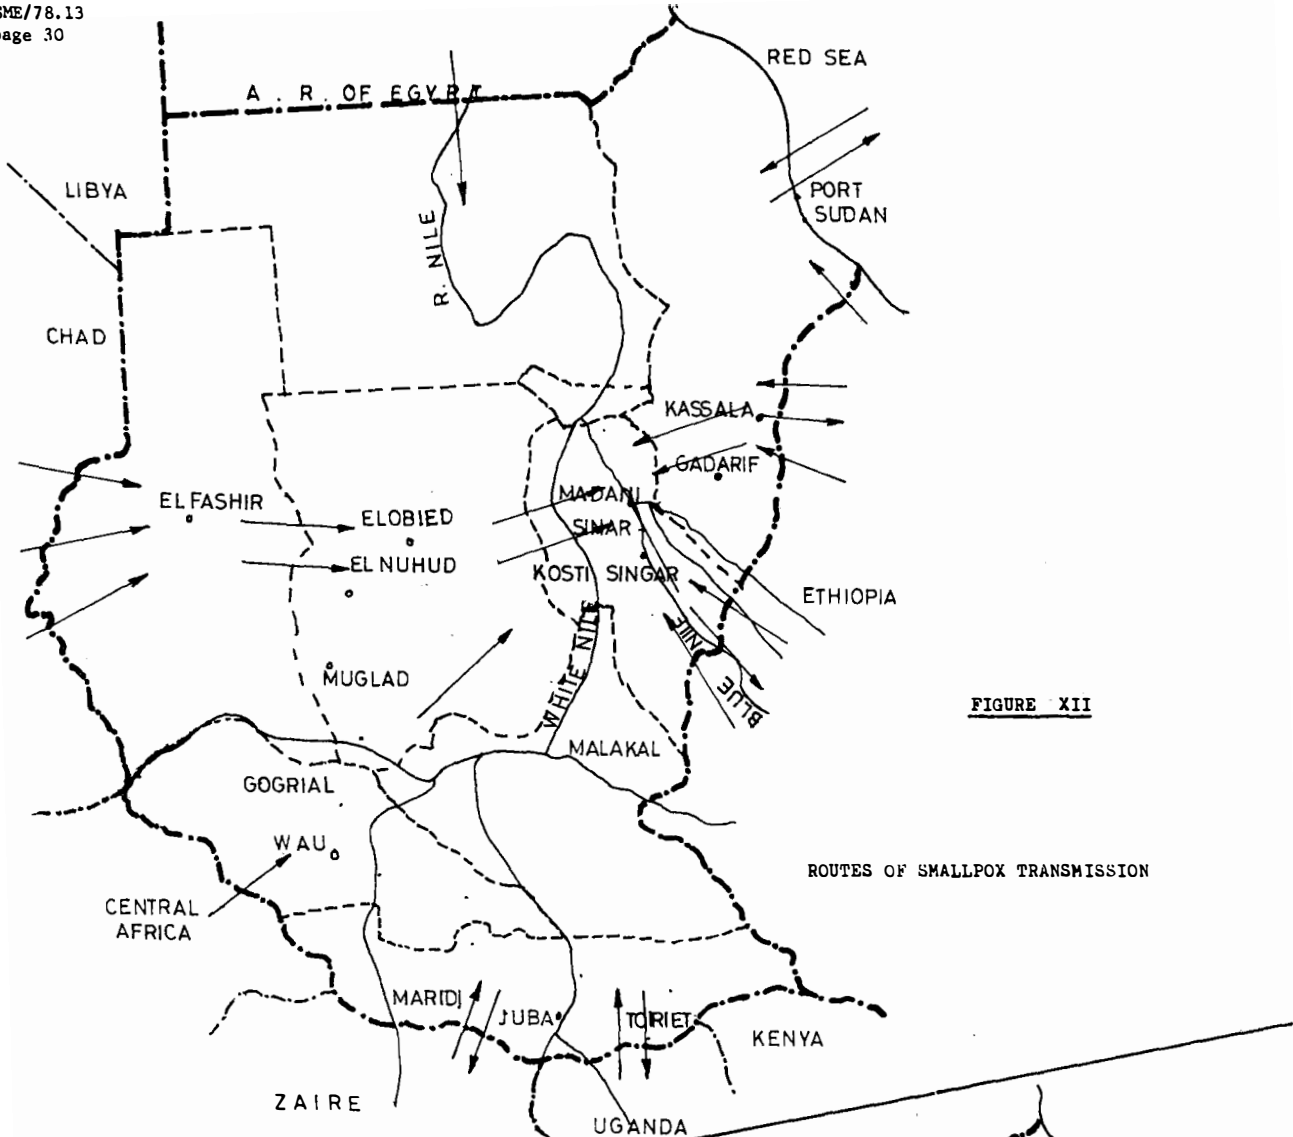 SME/78.13
page 30
RED SEA
A. R. OF EGYPT
LIBYA
PORT
SUDAN
R. NILE
CHAD
KASSALA
GADARIF
EL FASHIR
ELOBIED
MADANI
SINAR
EL NUHUD
KOSTI SINGAR
ETHIOPIA
WHITE NILE
BLUE NILE
MUGLAD
FIGURE XII
MALAKAL
GOGRIAL
WAU
ROUTES OF SMALLPOX TRANSMISSION
CENTRAL
AFRICA
MARIDI
JUBA
TORIET
KENYA
ZAIRE
UGANDA